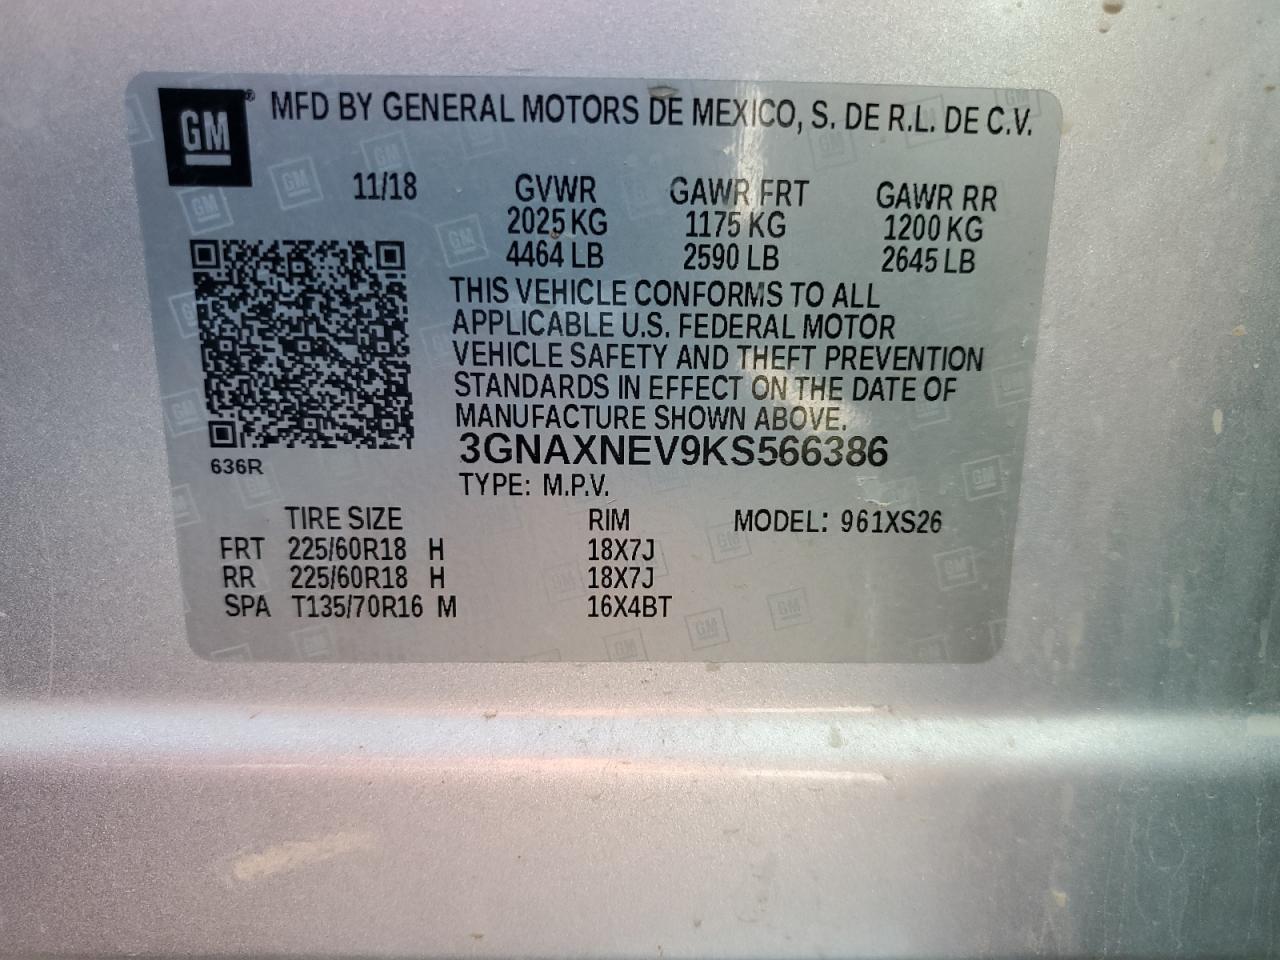 GM® MFD BY GENERAL MOTORS DE MEXICO, S. DE R.L. DE C.V.
11/18 GVWR GAWR FRT GAWR RR
2025 KG 1175 KG 1200 KG
4464 LB 2590 LB 2645 LB
THIS VEHICLE CONFORMS TO ALL
APPLICABLE U.S. FEDERAL MOTOR
VEHICLE SAFETY AND THEFT PREVENTION
STANDARDS IN EFFECT ON THE DATE OF
MANUFACTURE SHOWN ABOVE.
3GNAXNEV9KS566386
636R
TYPE: M.P.V.
TIRE SIZE RIM MODEL: 961XS26
FRT 225/60R18 H 18X7J
RR 225/60R18 H 18X7J
SPA T135/70R16 M 16X4BT